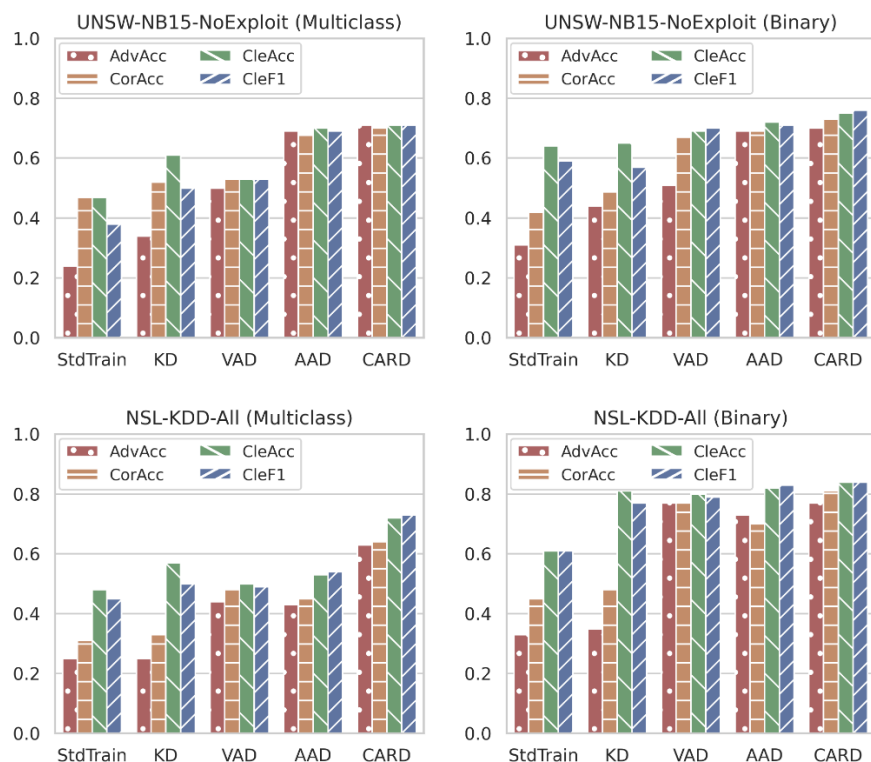 UNSW-NB15-NoExploit (Multiclass)
1.0
0.8
0.6
0.4
0.2
0.0
AdvAcc
CleAcc
CorAcc
CleF1
StdTrain KD VAD AAD CARD
UNSW-NB15-NoExploit (Binary)
1.0
0.8
0.6
0.4
0.2
0.0
AdvAcc
CleAcc
CorAcc
CleF1
StdTrain KD VAD AAD CARD
NSL-KDD-All (Multiclass)
1.0
0.8
0.6
0.4
0.2
0.0
AdvAcc
CleAcc
CorAcc
CleF1
StdTrain KD VAD AAD CARD
NSL-KDD-All (Binary)
1.0
0.8
0.6
0.4
0.2
0.0
AdvAcc
CleAcc
CorAcc
CleF1
StdTrain KD VAD AAD CARD